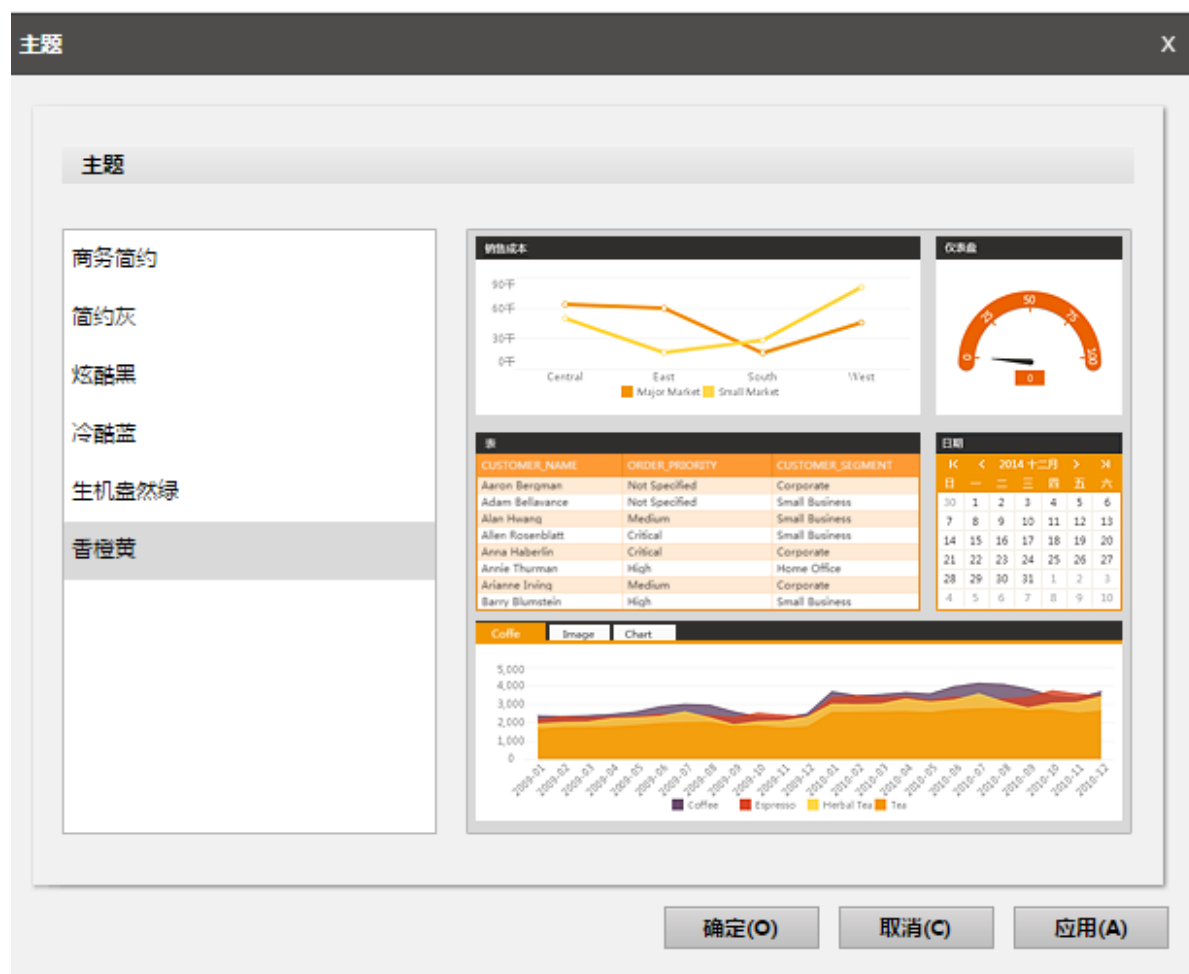 主题
X
主题
商务简约
简约灰
炫酷黑
冷酷蓝
生机盎然绿
香橙黄
销售成本
90千
60千
30千
0千
Central East South West
Major Market Small Market
仪表盘
0 25 50 75 100
0
表
CUSTOMER_NAME ORDER_PRIORITY CUSTOMER_SEGMENT
Aaron Bergman Not Specified Corporate
Adam Bellavance Not Specified Small Business
Alan Hwang Medium Small Business
Allen Rosenblatt Critical Small Business
Anna Haberlin Critical Corporate
Annie Thurman High Home Office
Arianne Irving Medium Corporate
Barry Blumstein High Small Business
日期
2014 十二月
日 一 二 三 四 五 六
30 1 2 3 4 5 6
7 8 9 10 11 12 13
14 15 16 17 18 19 20
21 22 23 24 25 26 27
28 29 30 31 1 2 3
4 5 6 7 8 9 10
Coffe Image Chart
5,000
4,000
3,000
2,000
1,000
0
2009-01 2009-02 2009-03 2009-04 2009-05 2009-06 2009-07 2009-08 2009-09 2009-10 2009-11 2009-12 2010-01 2010-02 2010-03 2010-04 2010-05 2010-06 2010-07 2010-08 2010-09 2010-10 2010-11 2010-12
Coffee Espresso Herbal Tea Tea
确定(O) 取消(C) 应用(A)